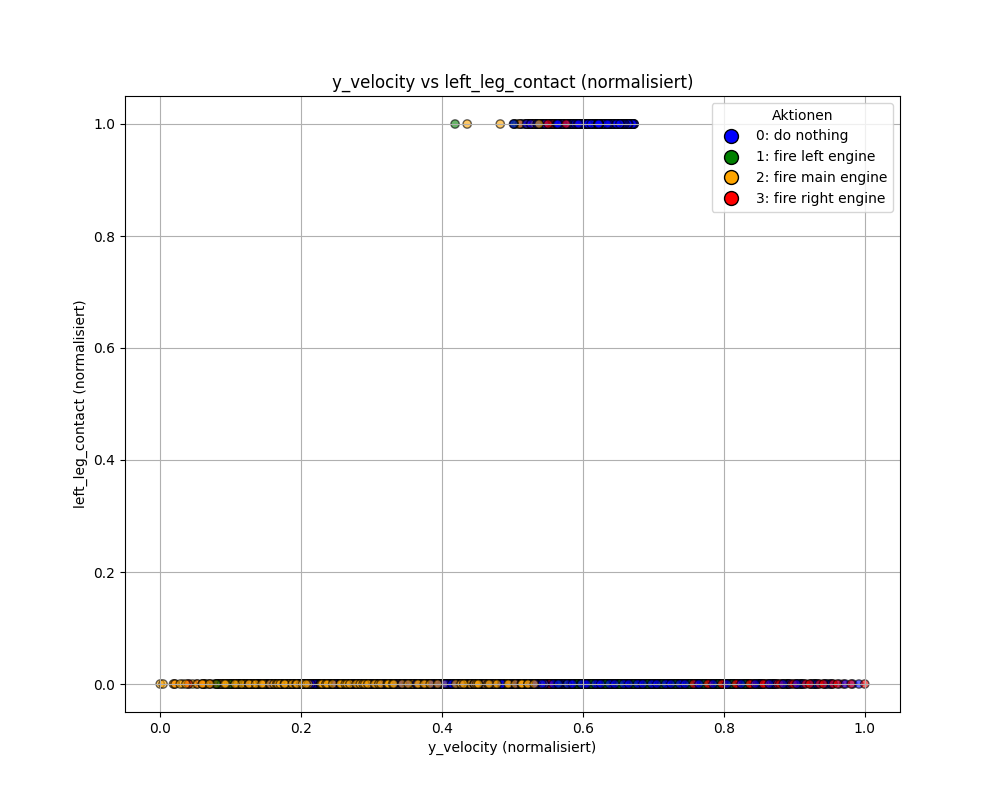 y_velocity vs left_leg_contact (normalisiert)
Aktionen
0: do nothing
1: fire left engine
2: fire main engine
3: fire right engine
left_leg_contact (normalisiert)
1.0
0.8
0.6
0.4
0.2
0.0
0.0 0.2 0.4 0.6 0.8 1.0
y_velocity (normalisiert)